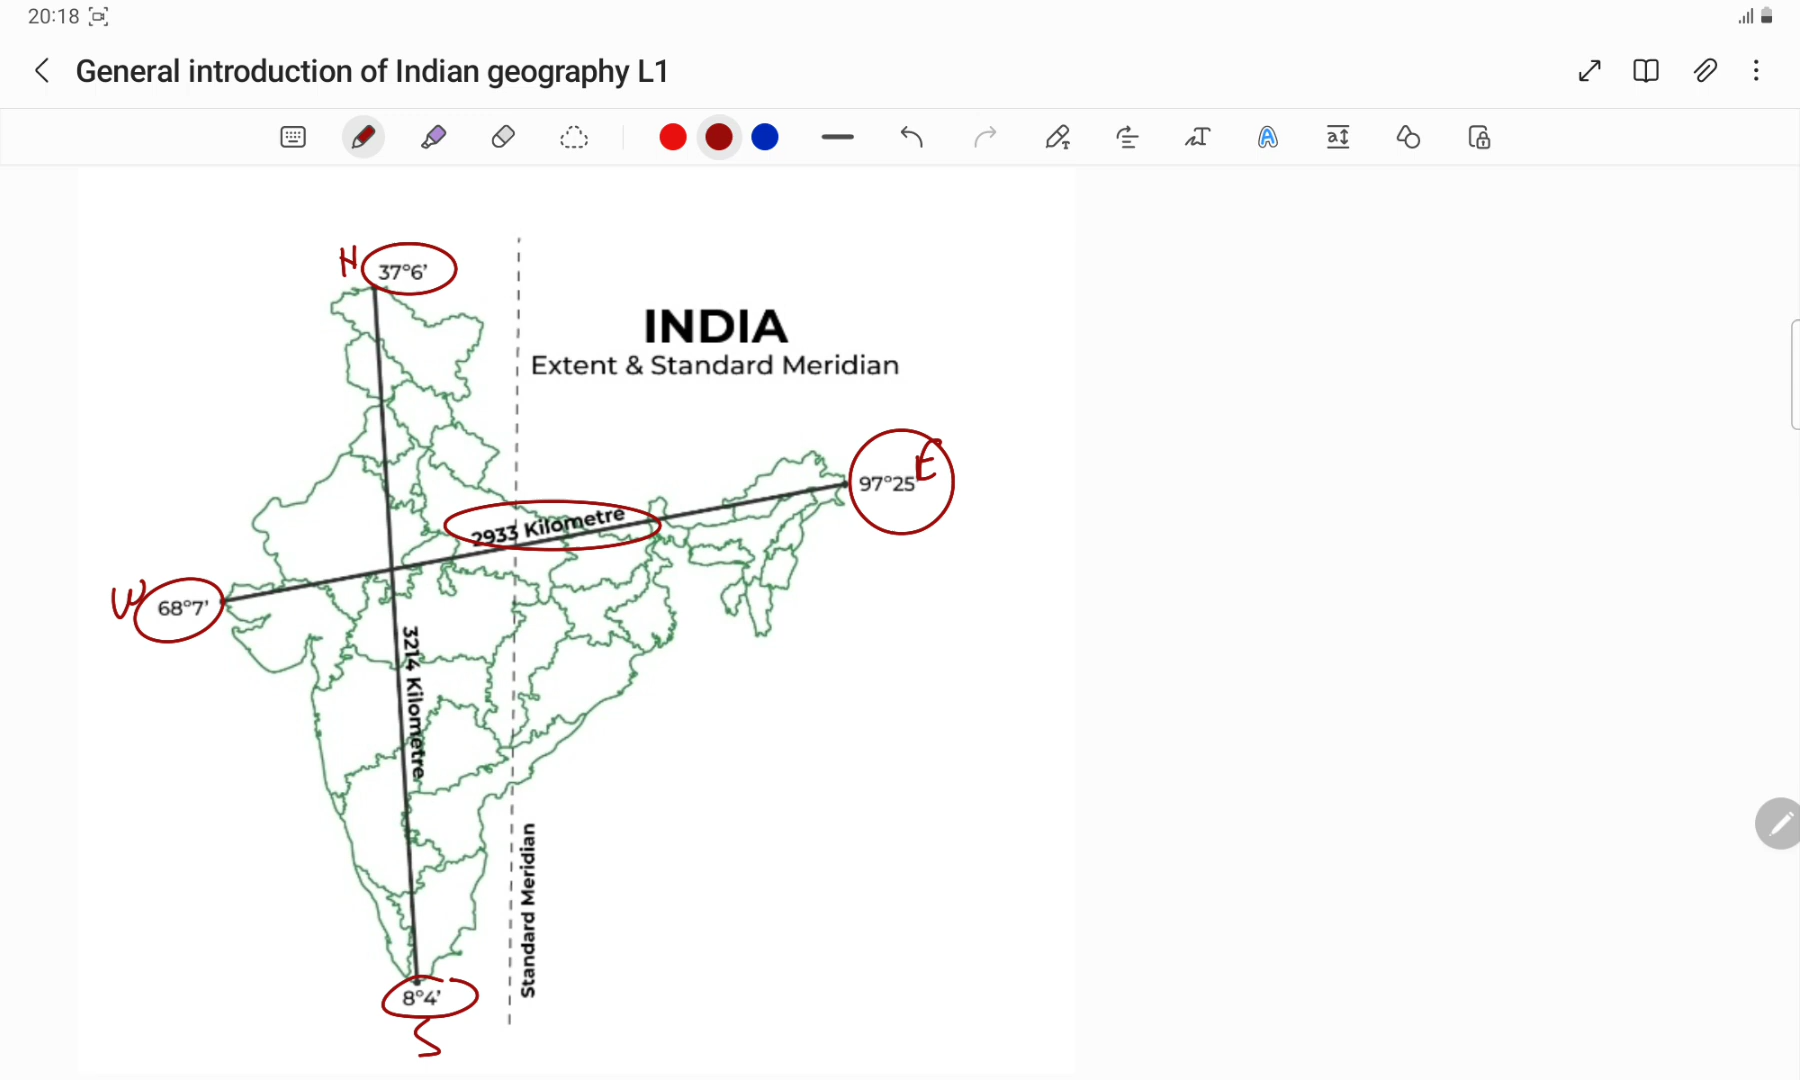 20:18
General introduction of Indian geography L1
N 37°6'
INDIA
Extent & Standard Meridian
97°25' E
2933 Kilometre
W 68°7'
3214 Kilometre
Standard Meridian
8°4'
S